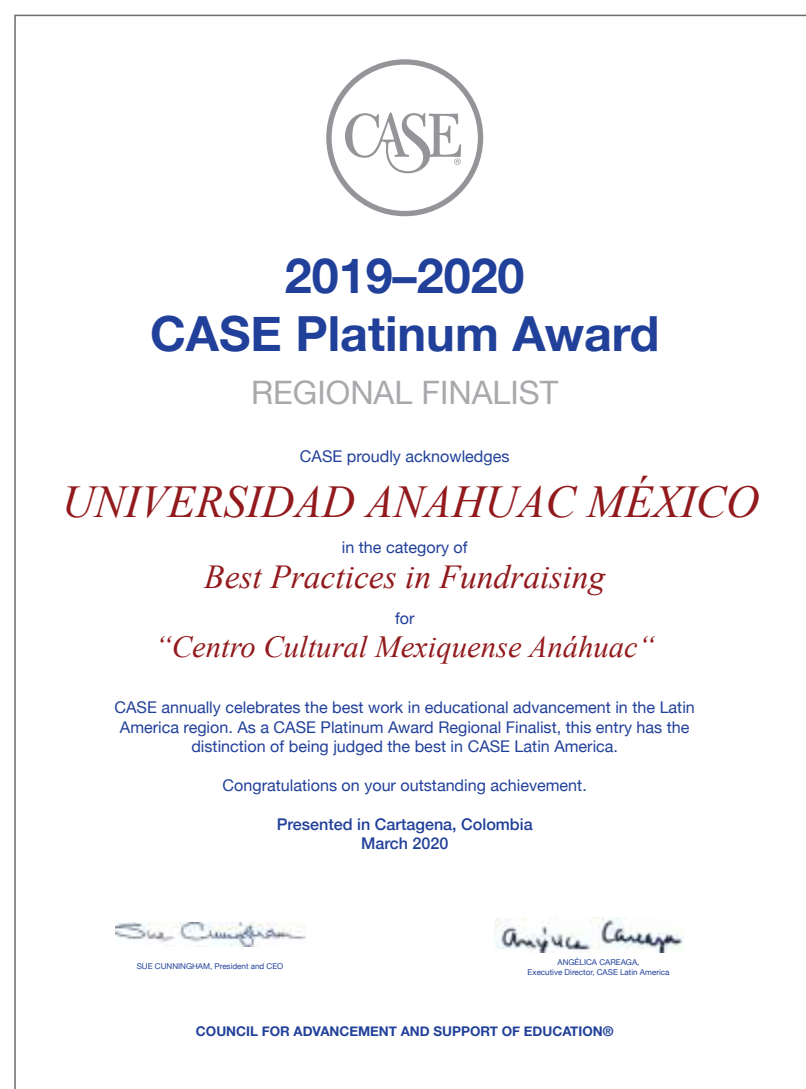 CASE®
2019–2020
CASE Platinum Award
REGIONAL FINALIST
CASE proudly acknowledges
UNIVERSIDAD ANAHUAC MÉXICO
in the category of
Best Practices in Fundraising
for
“Centro Cultural Mexiquense Anáhuac“
CASE annually celebrates the best work in educational advancement in the Latin
America region. As a CASE Platinum Award Regional Finalist, this entry has the
distinction of being judged the best in CASE Latin America.
Congratulations on your outstanding achievement.
Presented in Cartagena, Colombia
March 2020
Sue Cunningham
Angélica Careaga
SUE CUNNINGHAM, President and CEO
ANGÉLICA CAREAGA,
Executive Director, CASE Latin America
COUNCIL FOR ADVANCEMENT AND SUPPORT OF EDUCATION®